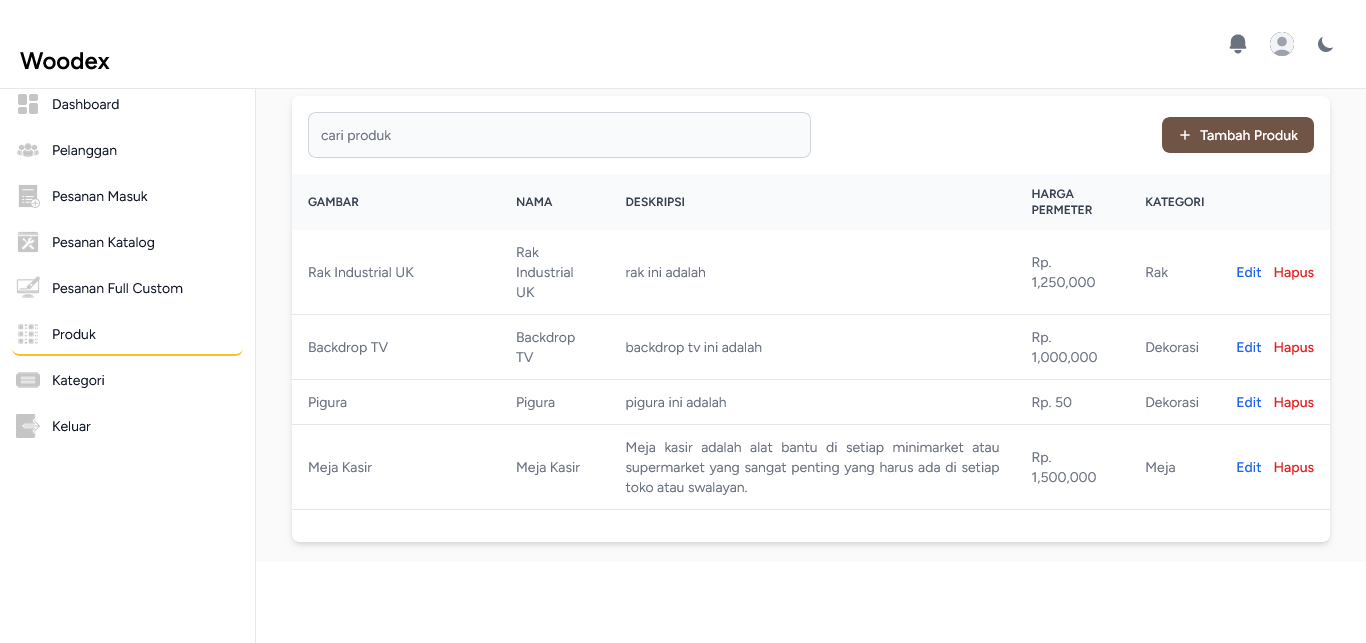 Woodex
Dashboard
Pelanggan
Pesanan Masuk
Pesanan Katalog
Pesanan Full Custom
Produk
Kategori
Keluar
cari produk
+ Tambah Produk
GAMBAR NAMA DESKRIPSI HARGA PERMETER KATEGORI
Rak Industrial UK Rak Industrial UK rak ini adalah Rp. 1,250,000 Rak Edit Hapus
Backdrop TV Backdrop TV backdrop tv ini adalah Rp. 1,000,000 Dekorasi Edit Hapus
Pigura Pigura pigura ini adalah Rp. 50 Dekorasi Edit Hapus
Meja Kasir Meja Kasir Meja kasir adalah alat bantu di setiap minimarket atau supermarket yang sangat penting yang harus ada di setiap toko atau swalayan. Rp. 1,500,000 Meja Edit Hapus